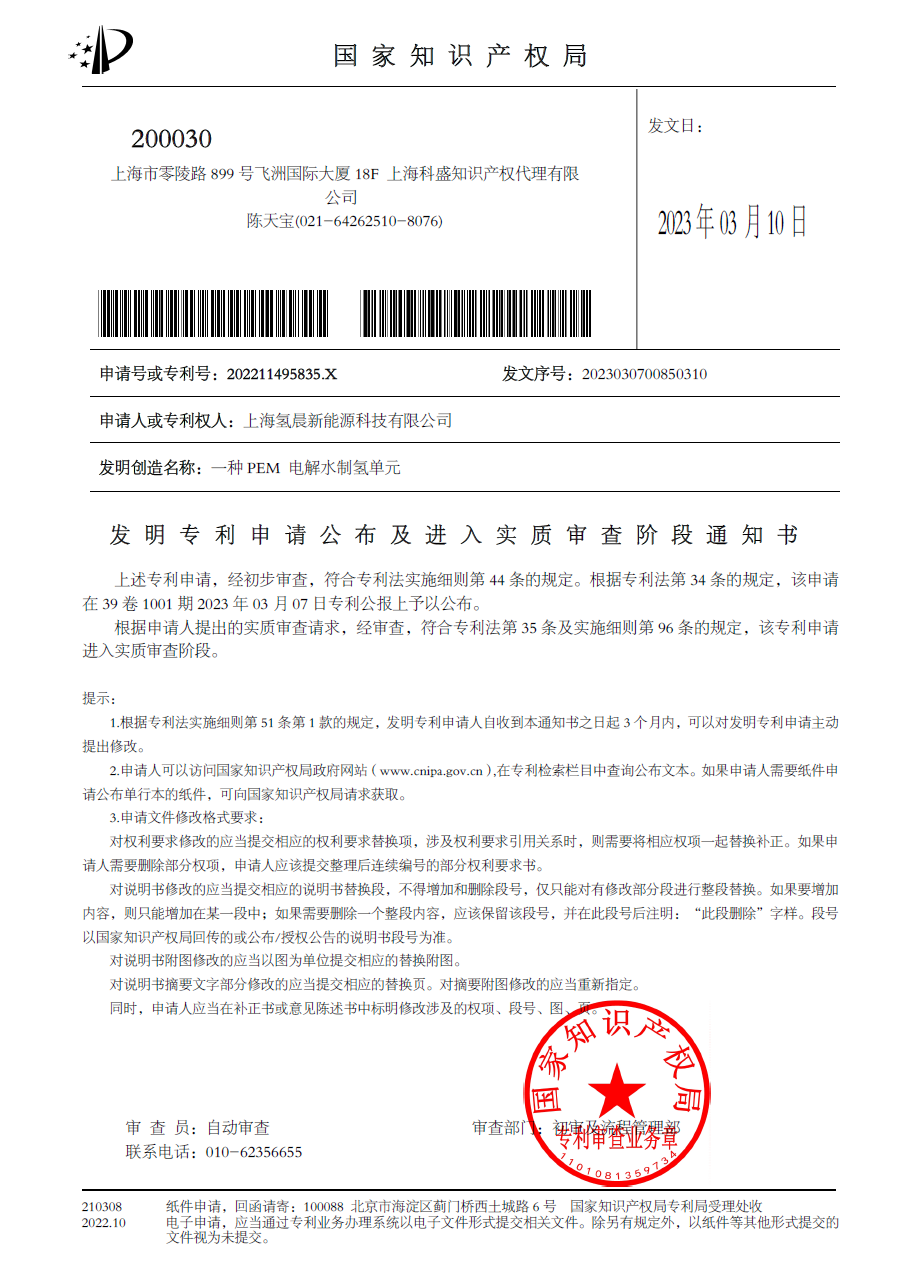 国家知识产权局
200030
上海市零陵路 899 号飞洲国际大厦 18F 上海科盛知识产权代理有限
公司
陈天宝(021-64262510-8076)
发文日：
2023年03月10日
申请号或专利号：202211495835.X 发文序号：2023030700850310
申请人或专利权人：上海氢晨新能源科技有限公司
发明创造名称：一种 PEM 电解水制氢单元
发明专利申请公布及进入实质审查阶段通知书
上述专利申请，经初步审查，符合专利法实施细则第 44 条的规定。根据专利法第 34 条的规定，该申请
在 39 卷 1001 期 2023 年 03 月 07 日专利公报上予以公布。
根据申请人提出的实质审查请求，经审查，符合专利法第 35 条及实施细则第 96 条的规定，该专利申请
进入实质审查阶段。
提示：
1.根据专利法实施细则第 51 条第 1 款的规定，发明专利申请人自收到本通知书之日起 3 个月内，可以对发明专利申请主动
提出修改。
2.申请人可以访问国家知识产权局政府网站（www.cnipa.gov.cn）,在专利检索栏目中查询公布文本。如果申请人需要纸件申
请公布单行本的纸件，可向国家知识产权局请求获取。
3.申请文件修改格式要求：
对权利要求修改的应当提交相应的权利要求替换项，涉及权利要求引用关系时，则需要将相应权项一起替换补正。如果申
请人需要删除部分权项，申请人应该提交整理后连续编号的部分权利要求书。
对说明书修改的应当提交相应的说明书替换段，不得增加和删除段号，仅只能对有修改部分段进行整段替换。如果要增加
内容，则只能增加在某一段中；如果需要删除一个整段内容，应该保留该段号，并在此段号后注明：“此段删除”字样。段号
以国家知识产权局回传的或公布/授权公告的说明书段号为准。
对说明书附图修改的应当以图为单位提交相应的替换附图。
对说明书摘要文字部分修改的应当提交相应的替换页。对摘要附图修改的应当重新指定。
同时，申请人应当在补正书或意见陈述书中标明修改涉及的权项、段号、图、页。
国家知识产权局
专利审查业务章
1101081359734
审 查 员：自动审查 审查部门：初审及流程管理部
联系电话：010-62356655
210308 纸件申请，回函请寄：100088 北京市海淀区蓟门桥西土城路 6 号 国家知识产权局专利局受理处收
2022.10 电子申请，应当通过专利业务办理系统以电子文件形式提交相关文件。除另有规定外，以纸件等其他形式提交的
文件视为未提交。